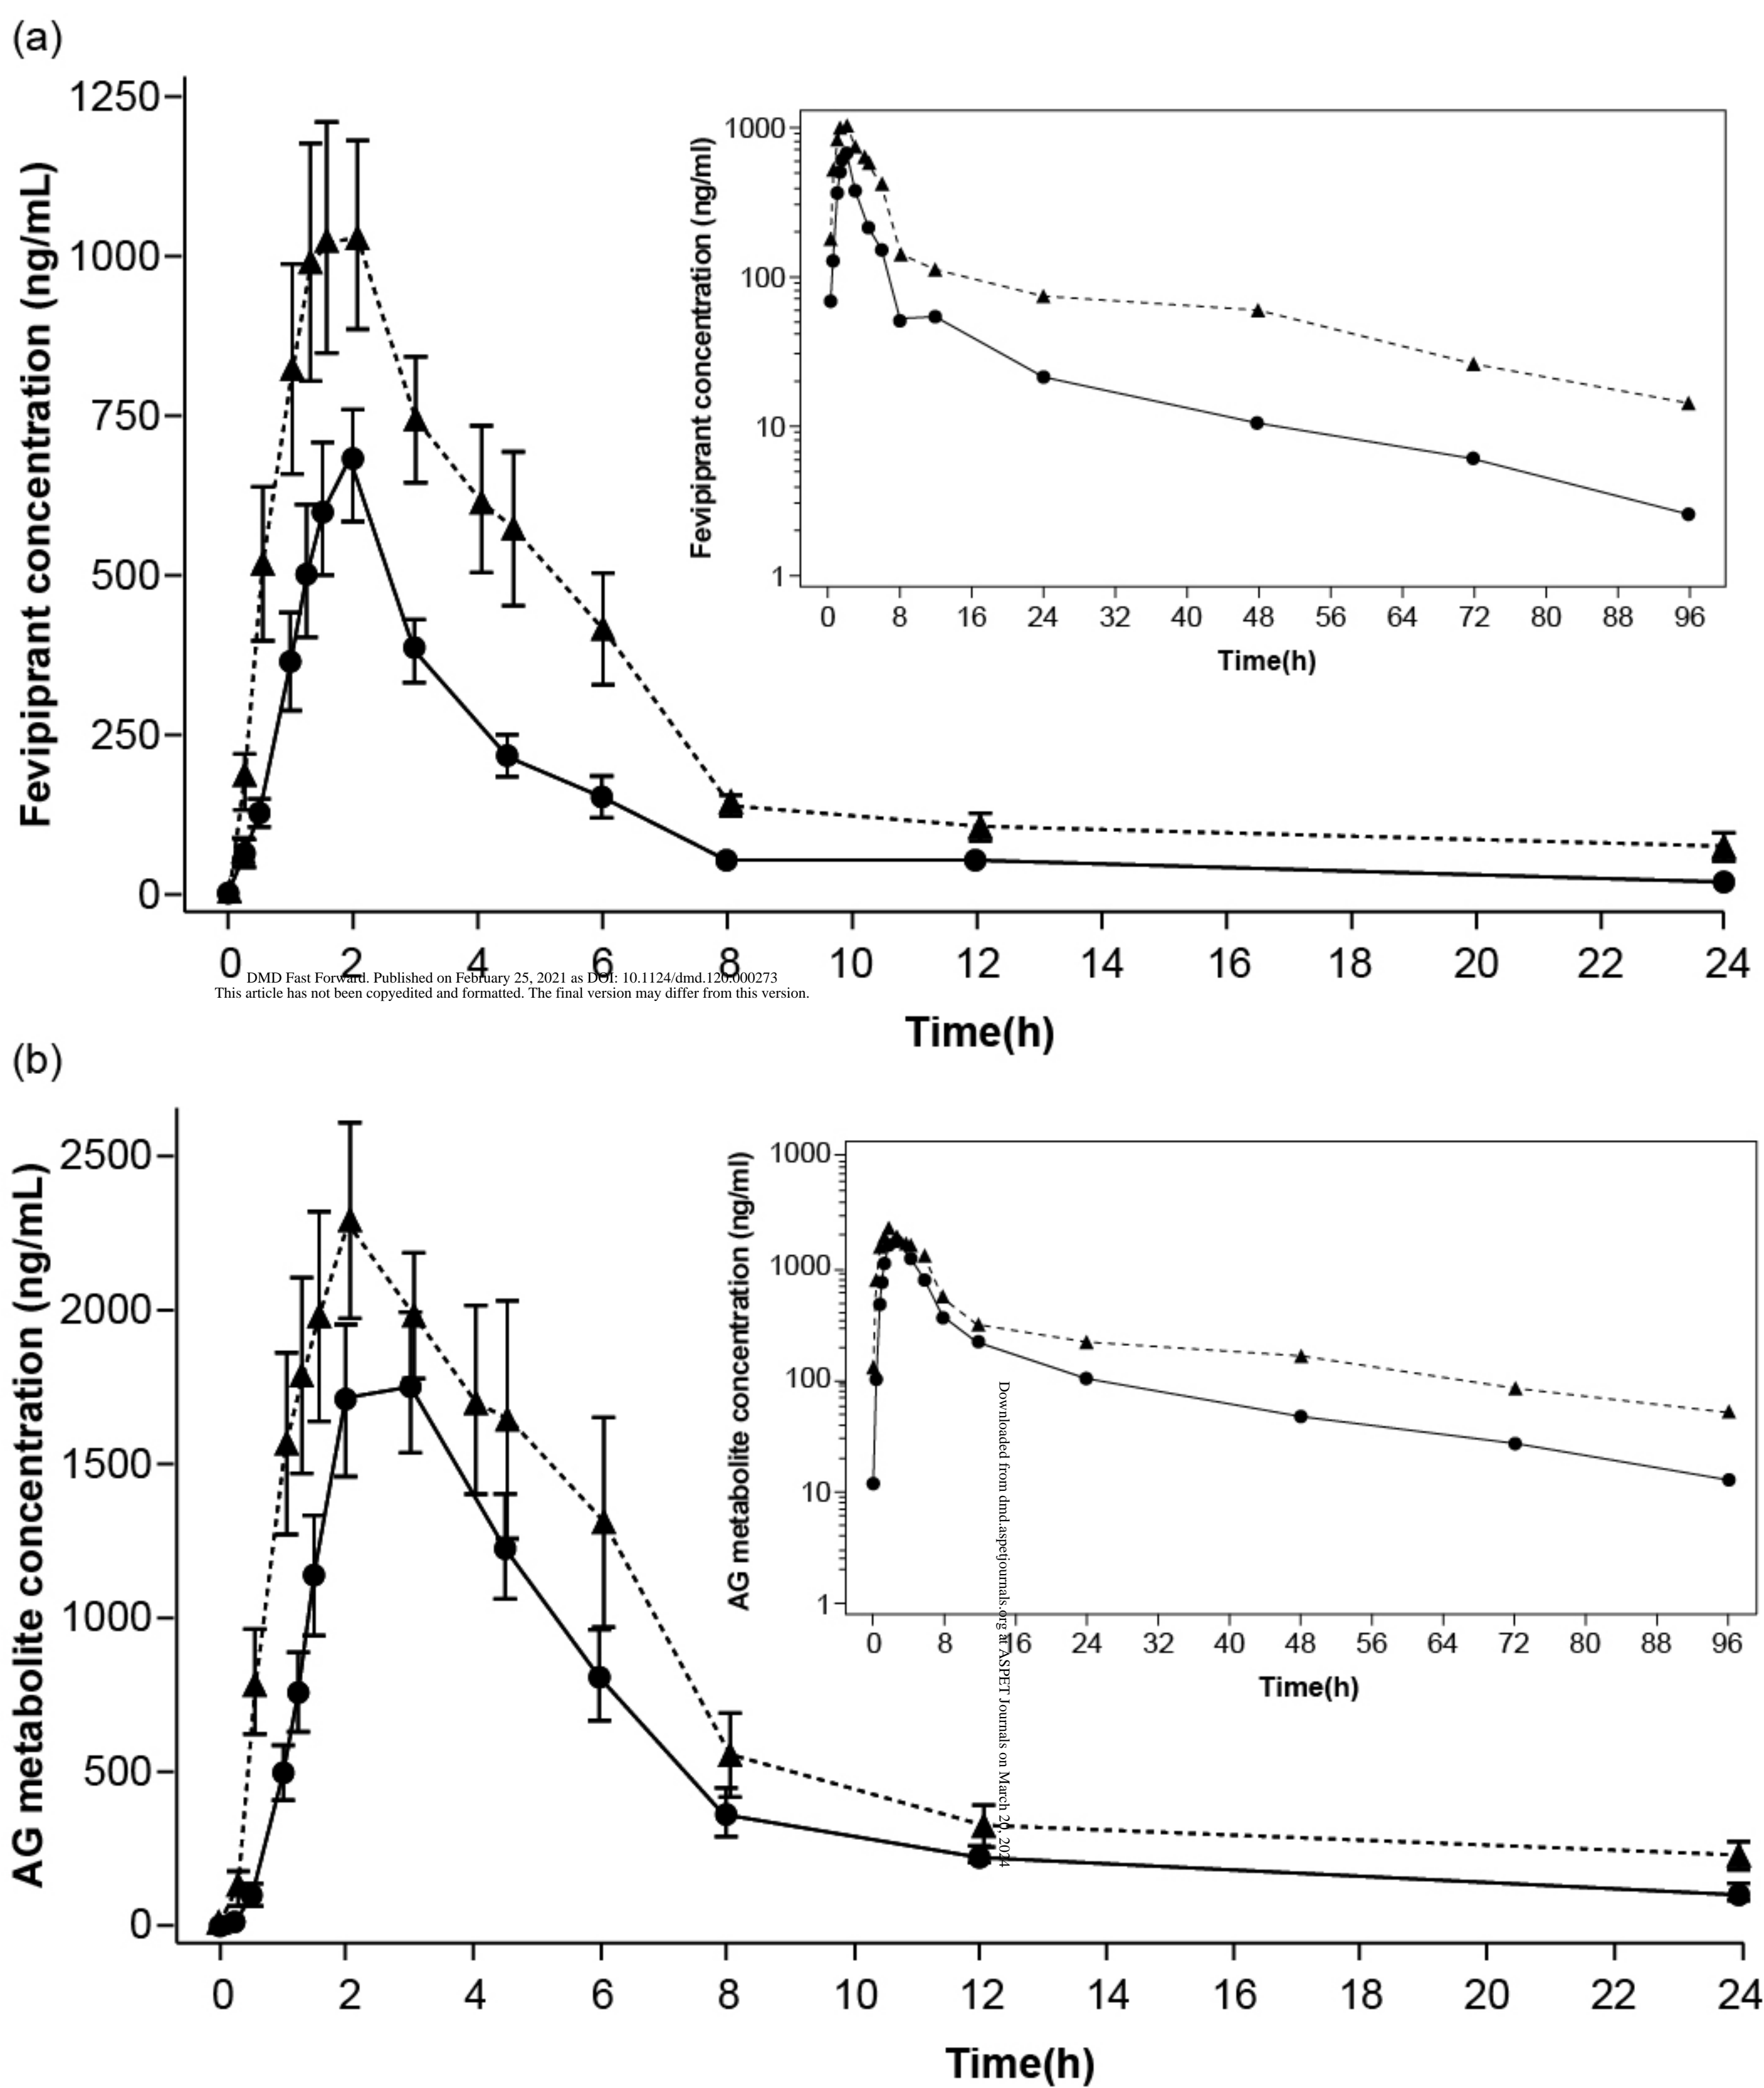 (a)
Fevipiprant concentration (ng/mL)
1250
1000
750
500
250
0
0 2 4 6 8 10 12 14 16 18 20 22 24
Time(h)
Fevipiprant concentration (ng/ml)
1000
100
10
1
0 8 16 24 32 40 48 56 64 72 80 88 96
Time(h)
DMD Fast Forward. Published on February 25, 2021 as DOI: 10.1124/dmd.120.000273
This article has not been copyedited and formatted. The final version may differ from this version.
(b)
AG metabolite concentration (ng/mL)
2500
2000
1500
1000
500
0
0 2 4 6 8 10 12 14 16 18 20 22 24
Time(h)
AG metabolite concentration (ng/ml)
1000
1000
100
10
1
0 8 16 24 32 40 48 56 64 72 80 88 96
Time(h)
Downloaded from dmd.aspetjournals.org at ASPET Journals on March 20, 2024